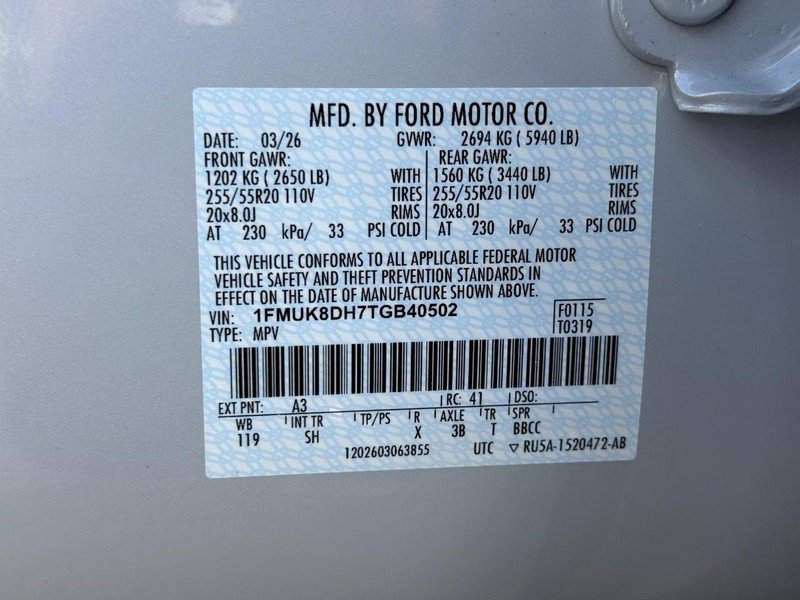 MFD. BY FORD MOTOR CO.
DATE: 03/26 GVWR: 2694 KG ( 5940 LB)
FRONT GAWR: REAR GAWR:
1202 KG ( 2650 LB) WITH 1560 KG ( 3440 LB) WITH
255/55R20 110V TIRES 255/55R20 110V TIRES
20x8.0J RIMS 20x8.0J RIMS
AT 230 kPa/ 33 PSI COLD AT 230 kPa/ 33 PSI COLD
THIS VEHICLE CONFORMS TO ALL APPLICABLE FEDERAL MOTOR
VEHICLE SAFETY AND THEFT PREVENTION STANDARDS IN
EFFECT ON THE DATE OF MANUFACTURE SHOWN ABOVE.
VIN: 1FMUK8DH7TGB40502 F0115
TYPE: MPV T0319
EXT PNT: A3 RC: 41 DSO:
WB INT TR TP/PS R AXLE TR SPR
119 SH X 3B T BBCC
1202603063855 UTC ▽ RU5A-1520472-AB